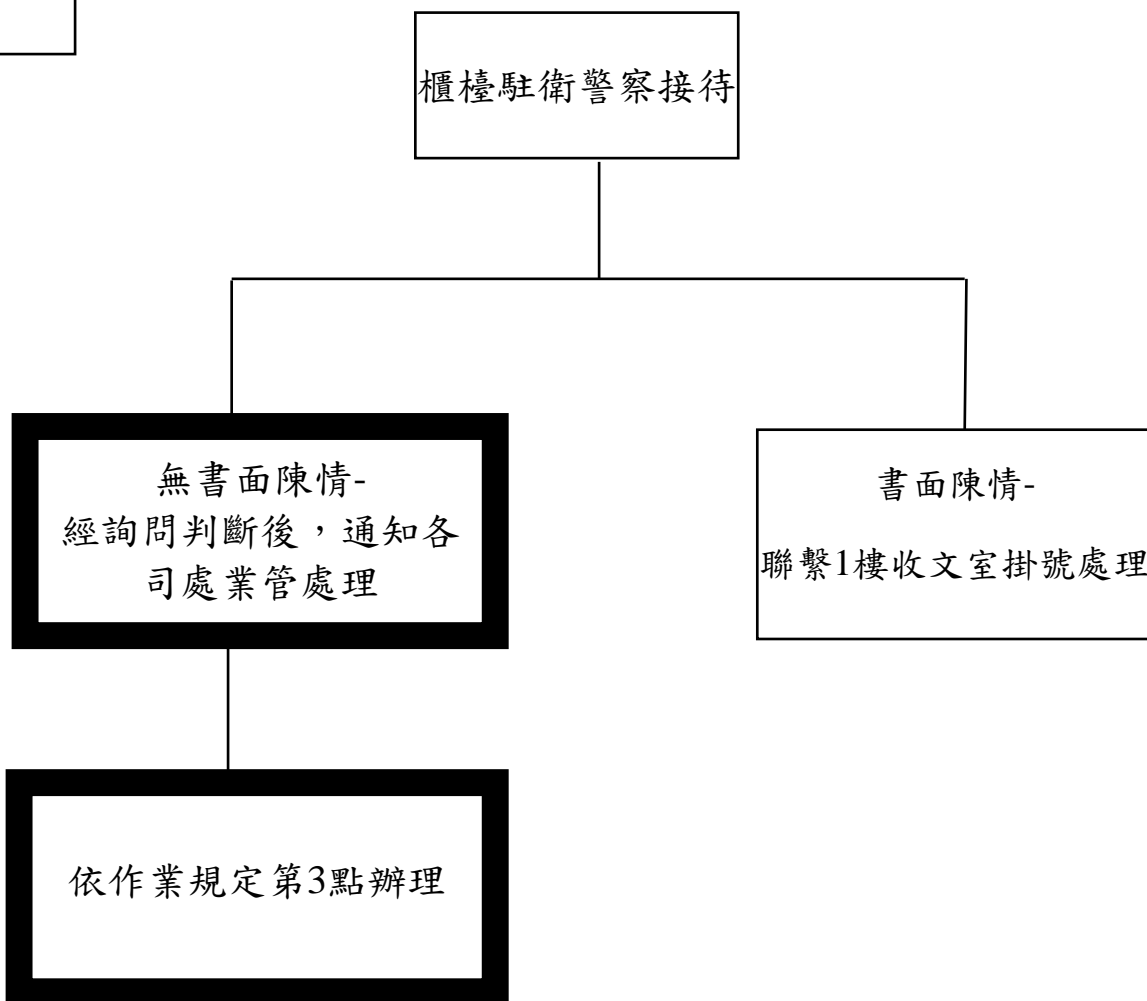 櫃檯駐衛警察接待
無書面陳情-
經詢問判斷後，通知各
司處業管處理
書面陳情-
聯繫1樓收文室掛號處理
依作業規定第3點辦理